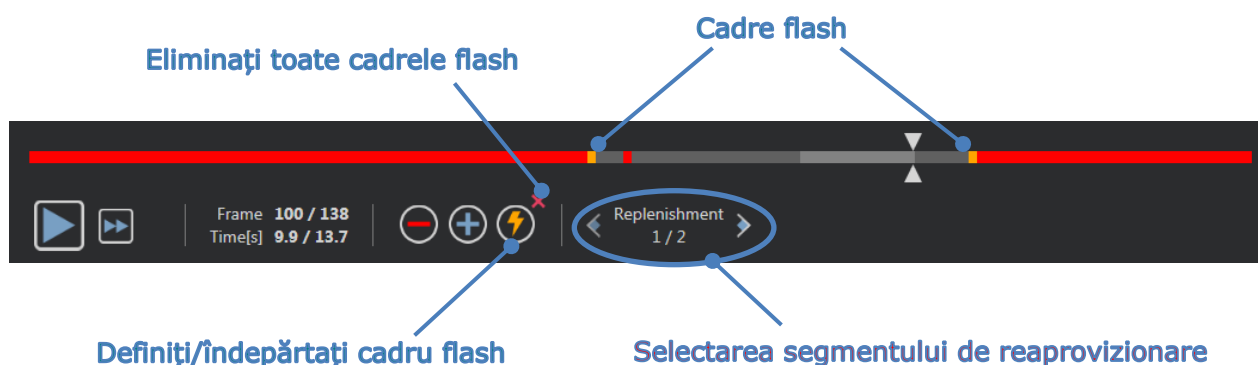 Cadre flash
Eliminați toate cadrele flash
Frame 100 / 138
Time[s] 9.9 / 13.7
Replenishment
1 / 2
Definiți/îndepărtați cadru flash
Selectarea segmentului de reaprovizionare